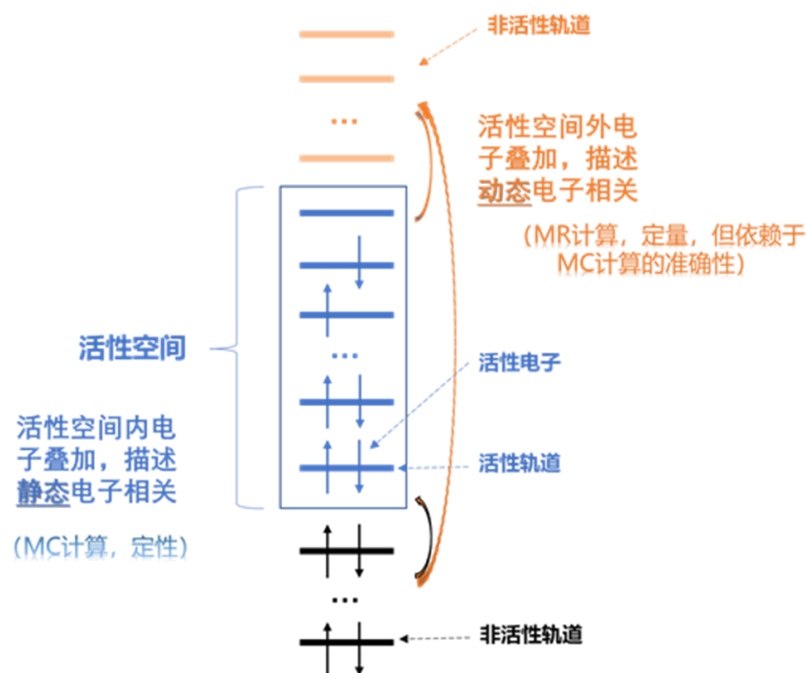 非活性轨道
活性空间外电
子叠加，描述
动态电子相关
（MR计算，定量，但依赖于
MC计算的准确性）
...
活性空间
...
活性电子
活性轨道
活性空间内电
子叠加，描述
静态电子相关
（MC计算，定性）
...
非活性轨道